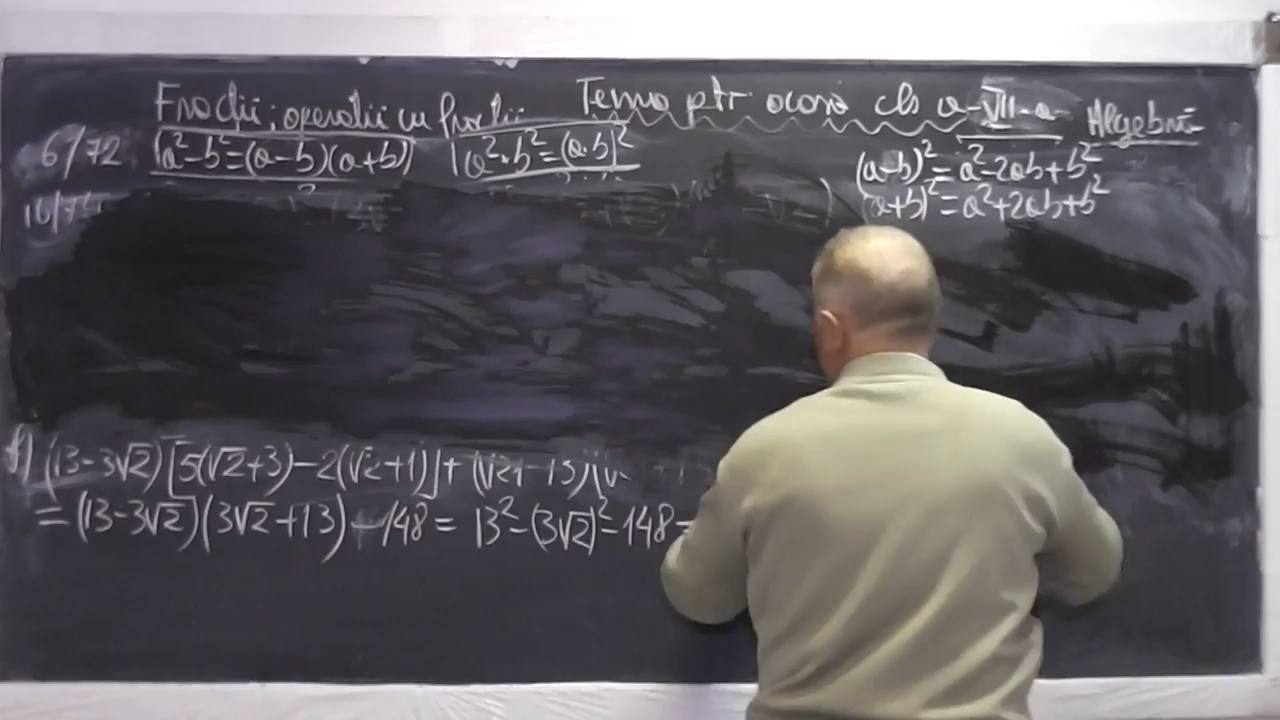 Fracții; operații cu fracții Temă ptr acasă cls a-VII-a Algebră
6/72 a²-b²=(a-b)(a+b) a²·b²=(a·b)² (a-b)²=a²-2ab+b²
16/72 (a+b)²=a²+2ab+b²
(13-3√2)[5(√2+3)-2(√2+1)]+
=(13-3√2)(3√2+13)-148= 13²-(3√2)²-148=